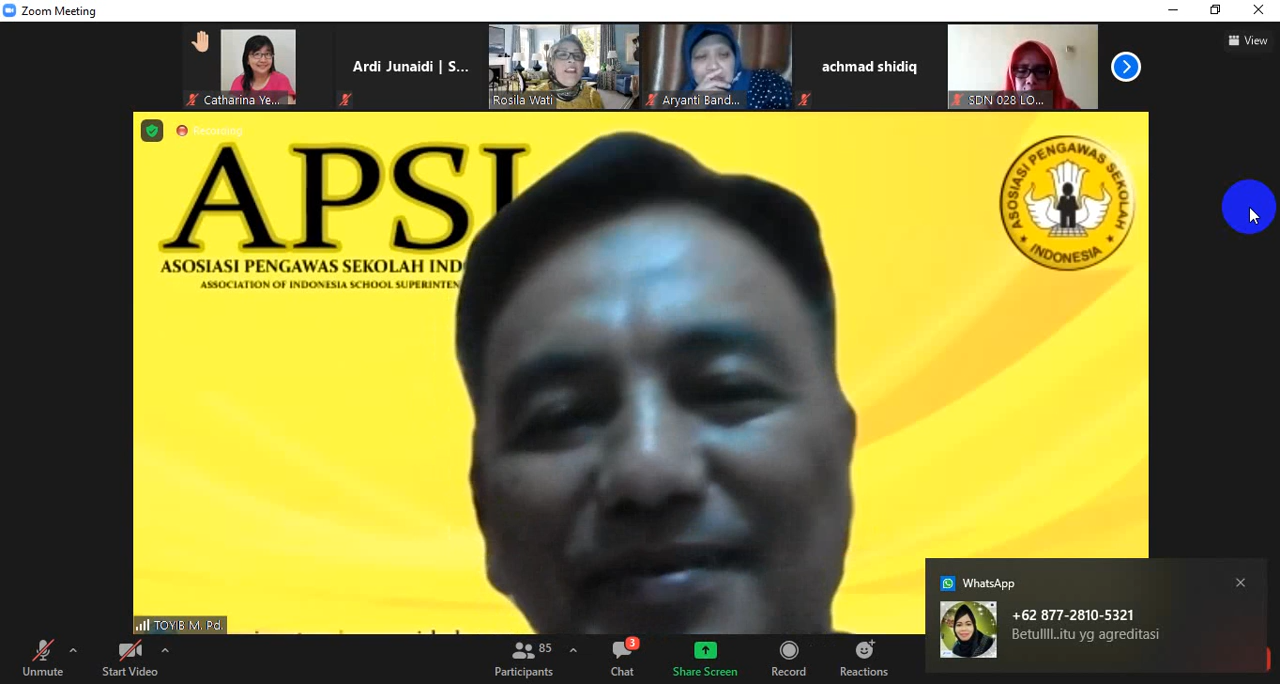 Zoom Meeting
View
Catharina Ye...
Ardi Junaidi | S...
Rosila Wati
Aryanti Band...
achmad shidiq
SDN 028 LO...
Recording
APSI
ASOSIASI PENGAWAS SEKOLAH IND
ASSOCIATION OF INDONESIA SCHOOL SUPERINTEN
ASOSIASI PENGAWAS SEKOLAH
INDONESIA
TOYIB M. Pd.
WhatsApp
+62 877-2810-5321
Betullll..itu yg agreditasi
Unmute
Start Video
85
Participants
3
Chat
Share Screen
Record
Reactions